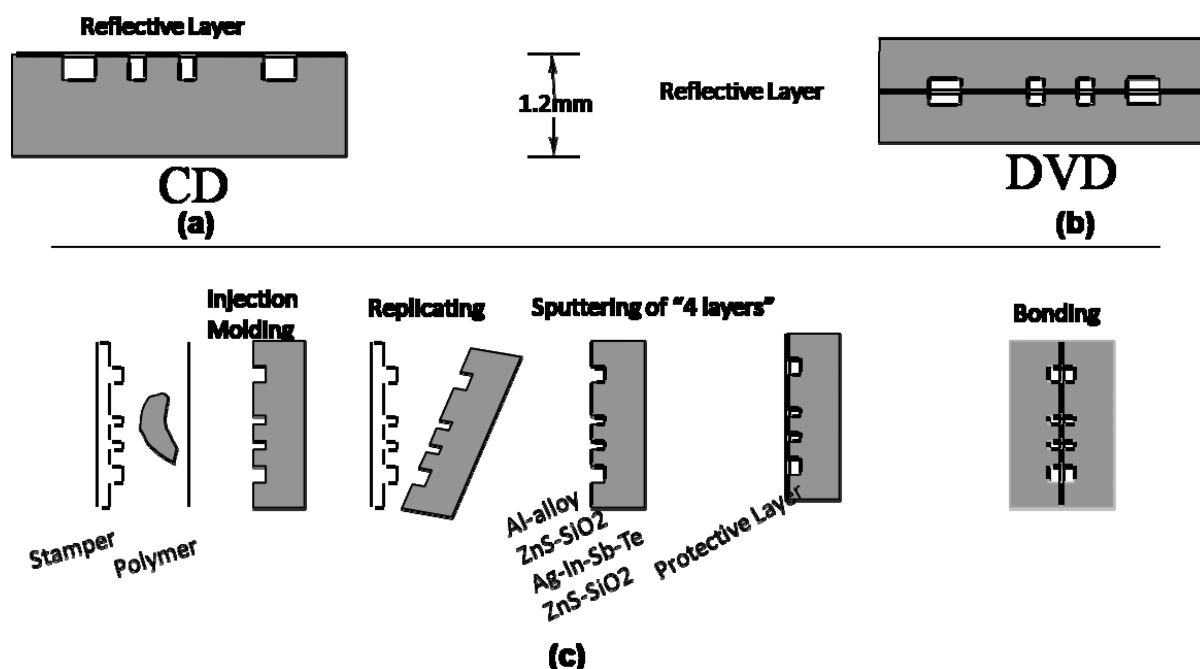 Reflective Layer
1.2mm
Reflective Layer
CD
DVD
(a)
(b)
Injection
Molding
Replicating
Sputtering of “4 layers”
Bonding
Stamper
Polymer
Al-alloy
ZnS-SiO2
Ag-In-Sb-Te
ZnS-SiO2
Protective Layer
(c)